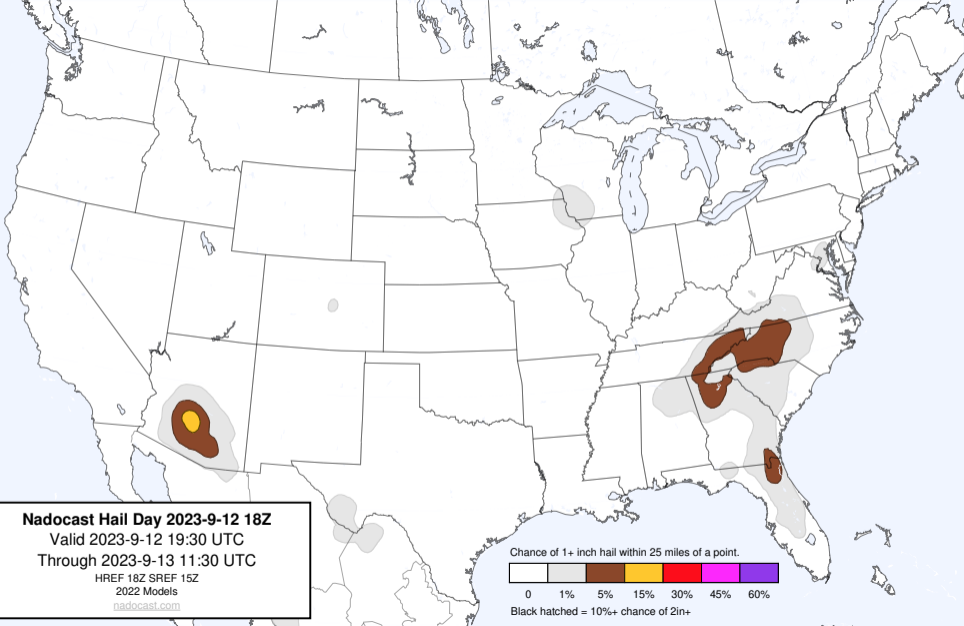 Nadocast Hail Day 2023-9-12 18Z
Valid 2023-9-12 19:30 UTC
Through 2023-9-13 11:30 UTC
HREF 18Z SREF 15Z
2022 Models
nadocast.com
Chance of 1+ inch hail within 25 miles of a point.
0 1% 5% 15% 30% 45% 60%
Black hatched = 10%+ chance of 2in+